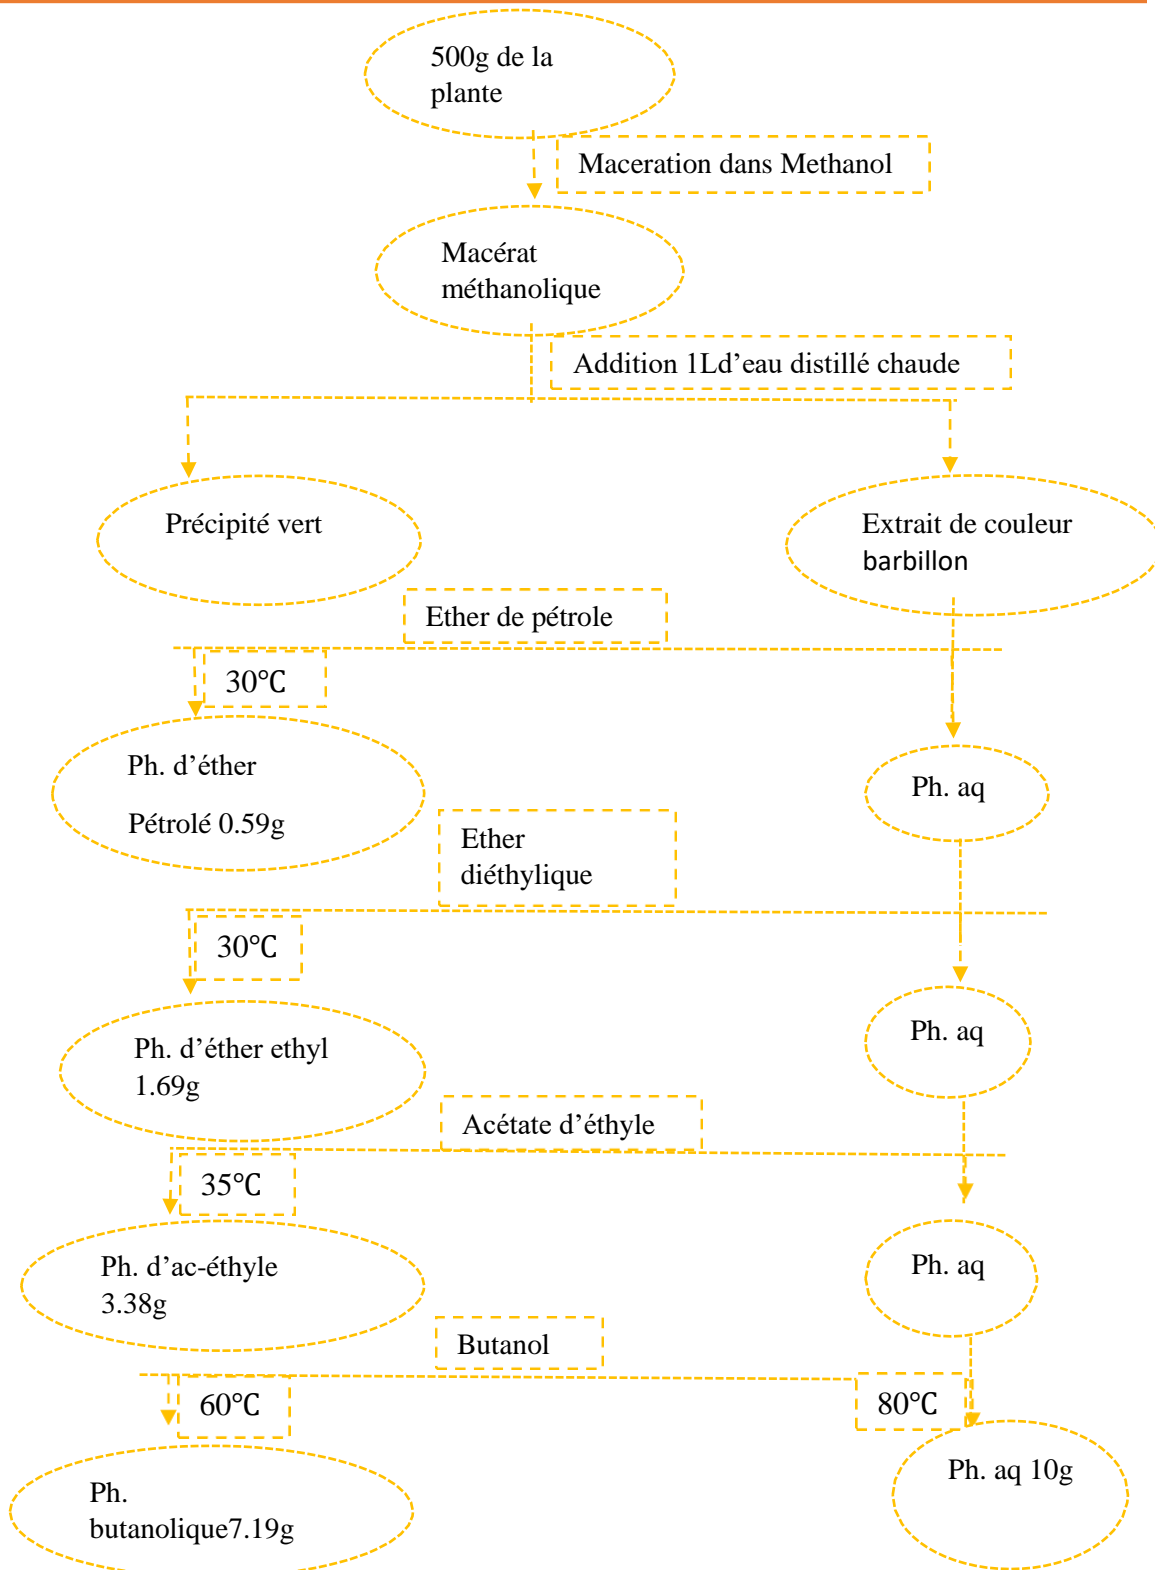 500g de la
plante
Maceration dans Methanol
Macérat
méthanolique
Addition 1Ld’eau distillé chaude
Précipité vert
Extrait de couleur
barbillon
Ether de pétrole
30°C
Ph. d’éther
Pétrolé 0.59g
Ph. aq
Ether
diéthylique
30°C
Ph. d’éther ethyl
1.69g
Ph. aq
Acétate d’éthyle
35°C
Ph. d’ac-éthyle
3.38g
Ph. aq
Butanol
60°C
80°C
Ph.
butanolique7.19g
Ph. aq 10g